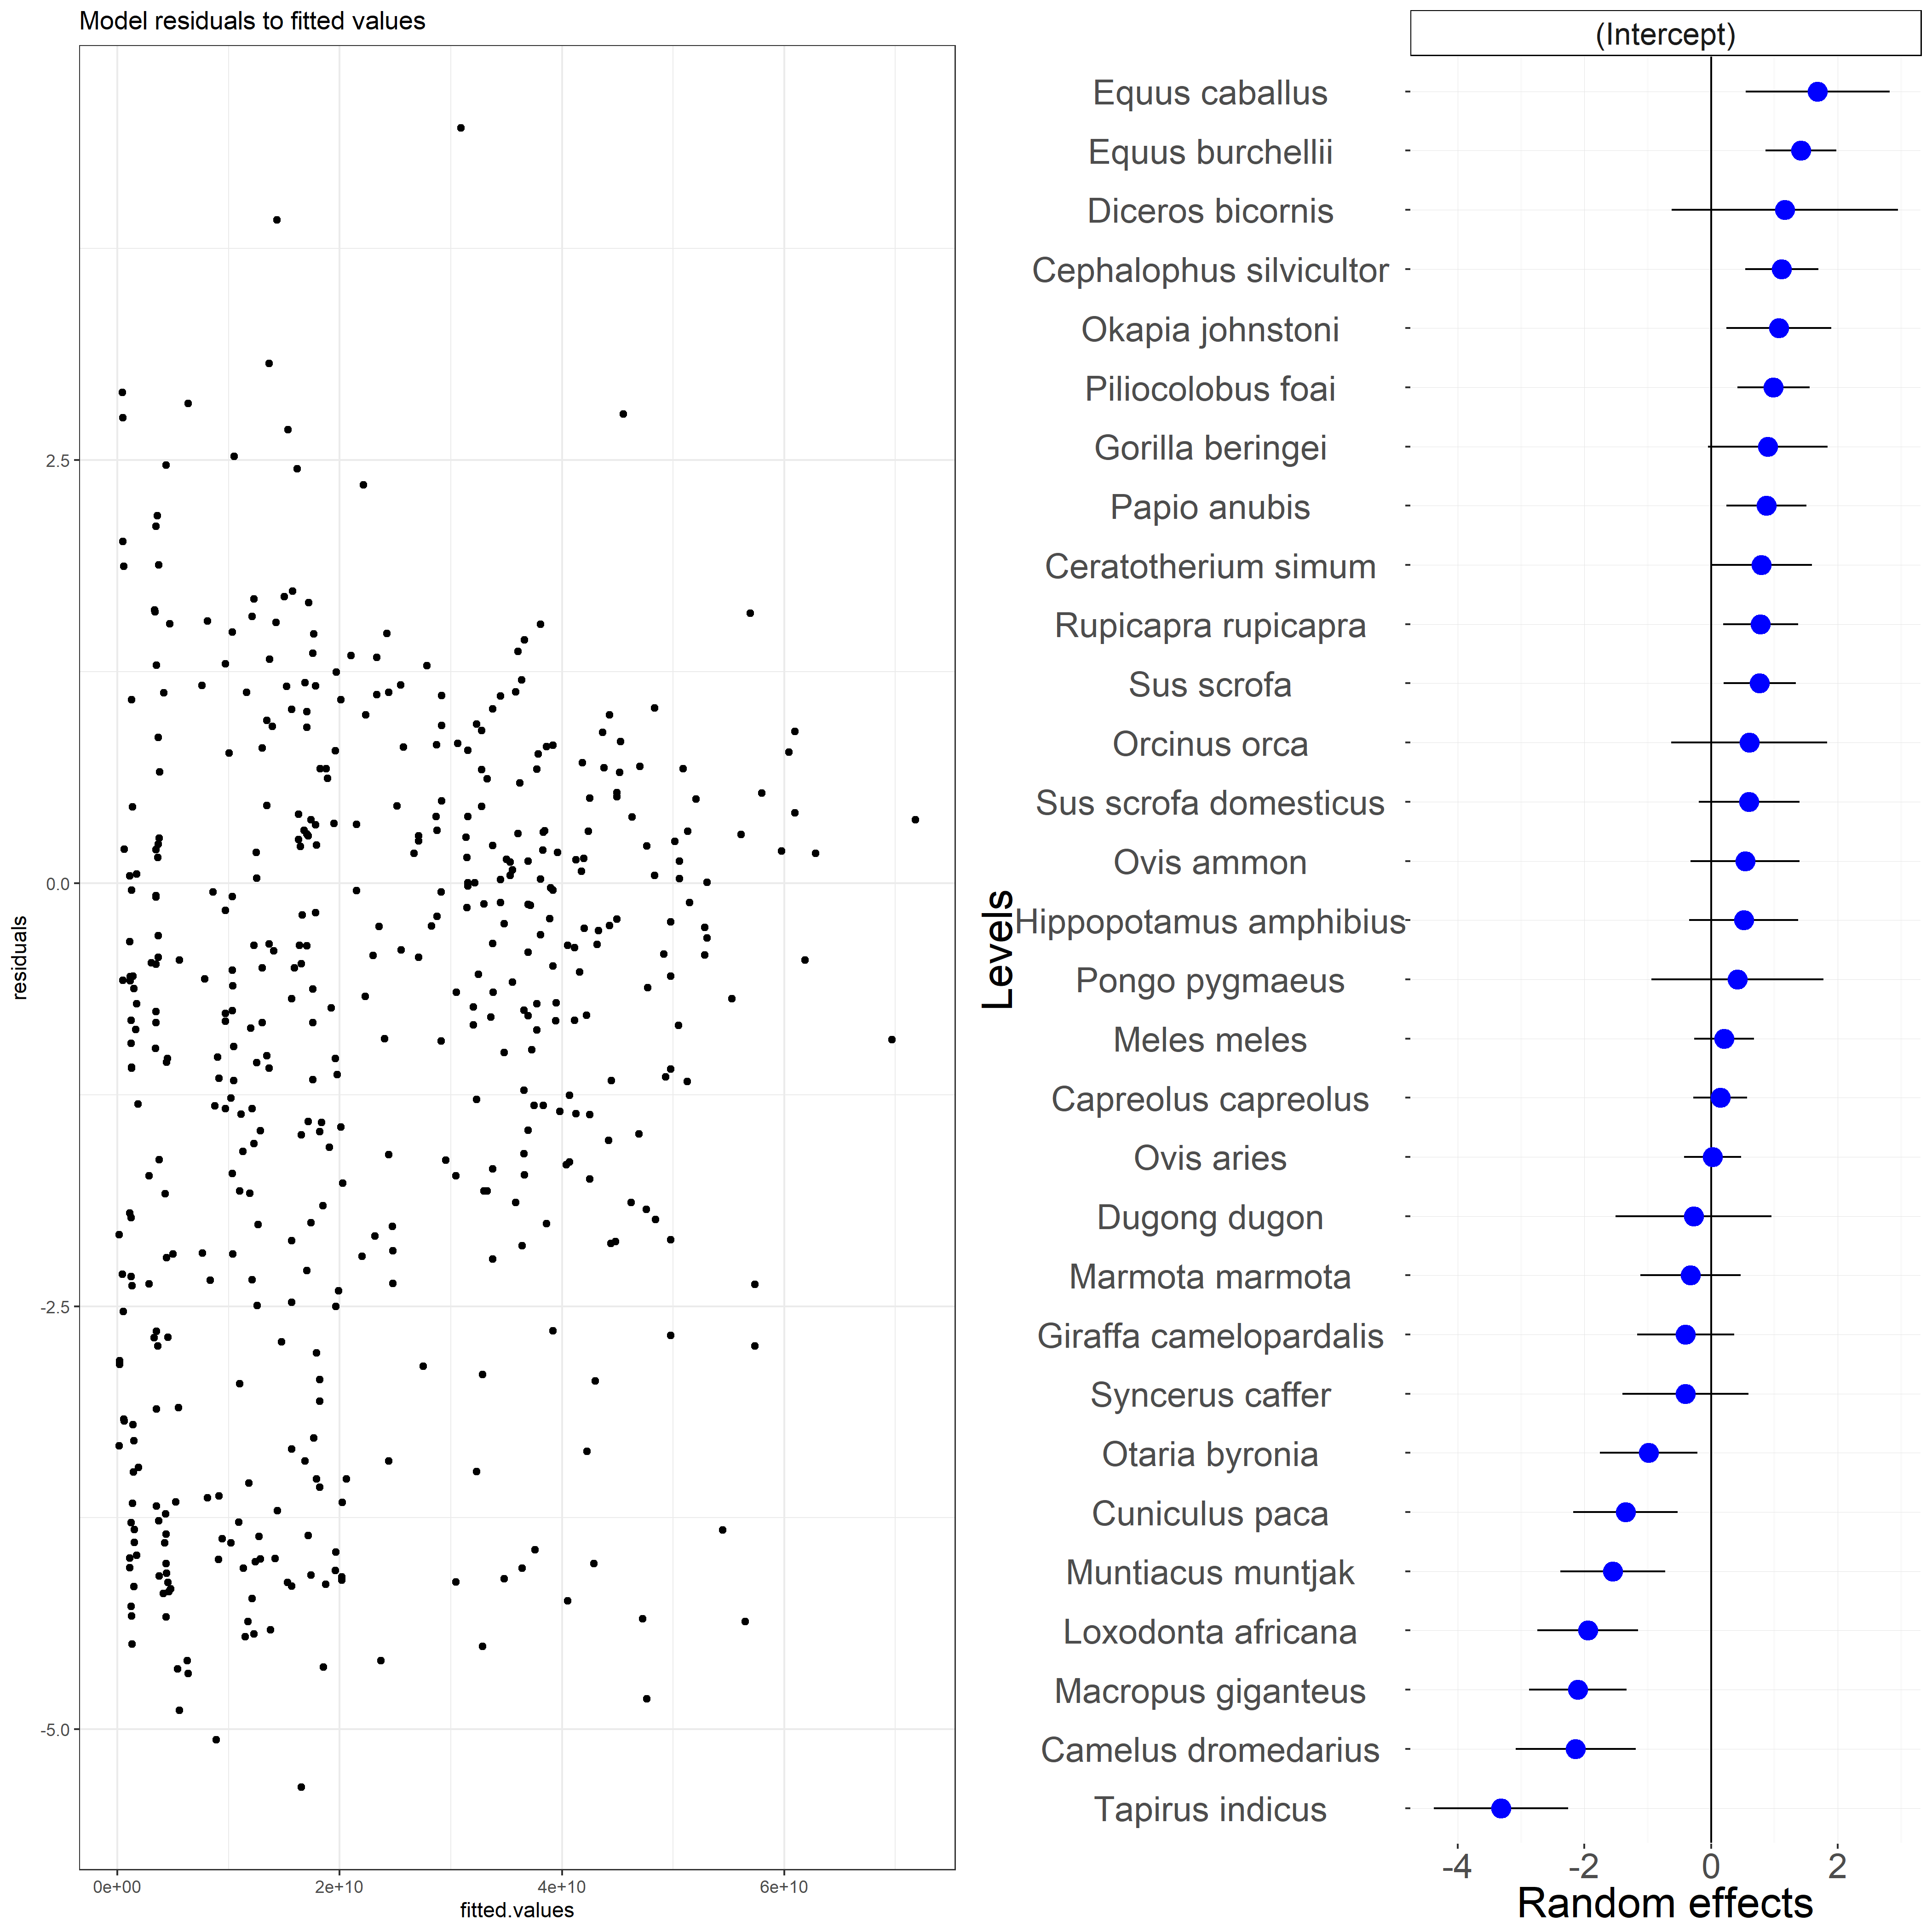 Model residuals to fitted values
residuals
2.5
0.0
-2.5
-5.0
0e+00 2e+10 4e+10 6e+10
fitted.values
(Intercept)
Levels
Equus caballus
Equus burchellii
Diceros bicornis
Cephalophus silvicultor
Okapia johnstoni
Piliocolobus foai
Gorilla beringei
Papio anubis
Ceratotherium simum
Rupicapra rupicapra
Sus scrofa
Orcinus orca
Sus scrofa domesticus
Ovis ammon
Hippopotamus amphibius
Pongo pygmaeus
Meles meles
Capreolus capreolus
Ovis aries
Dugong dugon
Marmota marmota
Giraffa camelopardalis
Syncerus caffer
Otaria byronia
Cuniculus paca
Muntiacus muntjak
Loxodonta africana
Macropus giganteus
Camelus dromedarius
Tapirus indicus
-4 -2 0 2
Random effects